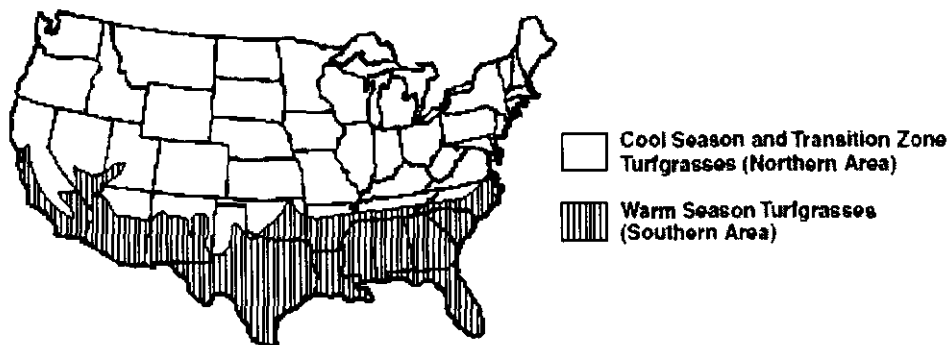 Cool Season and Transition Zone
Turfgrasses (Northern Area)
Warm Season Turfgrasses
(Southern Area)